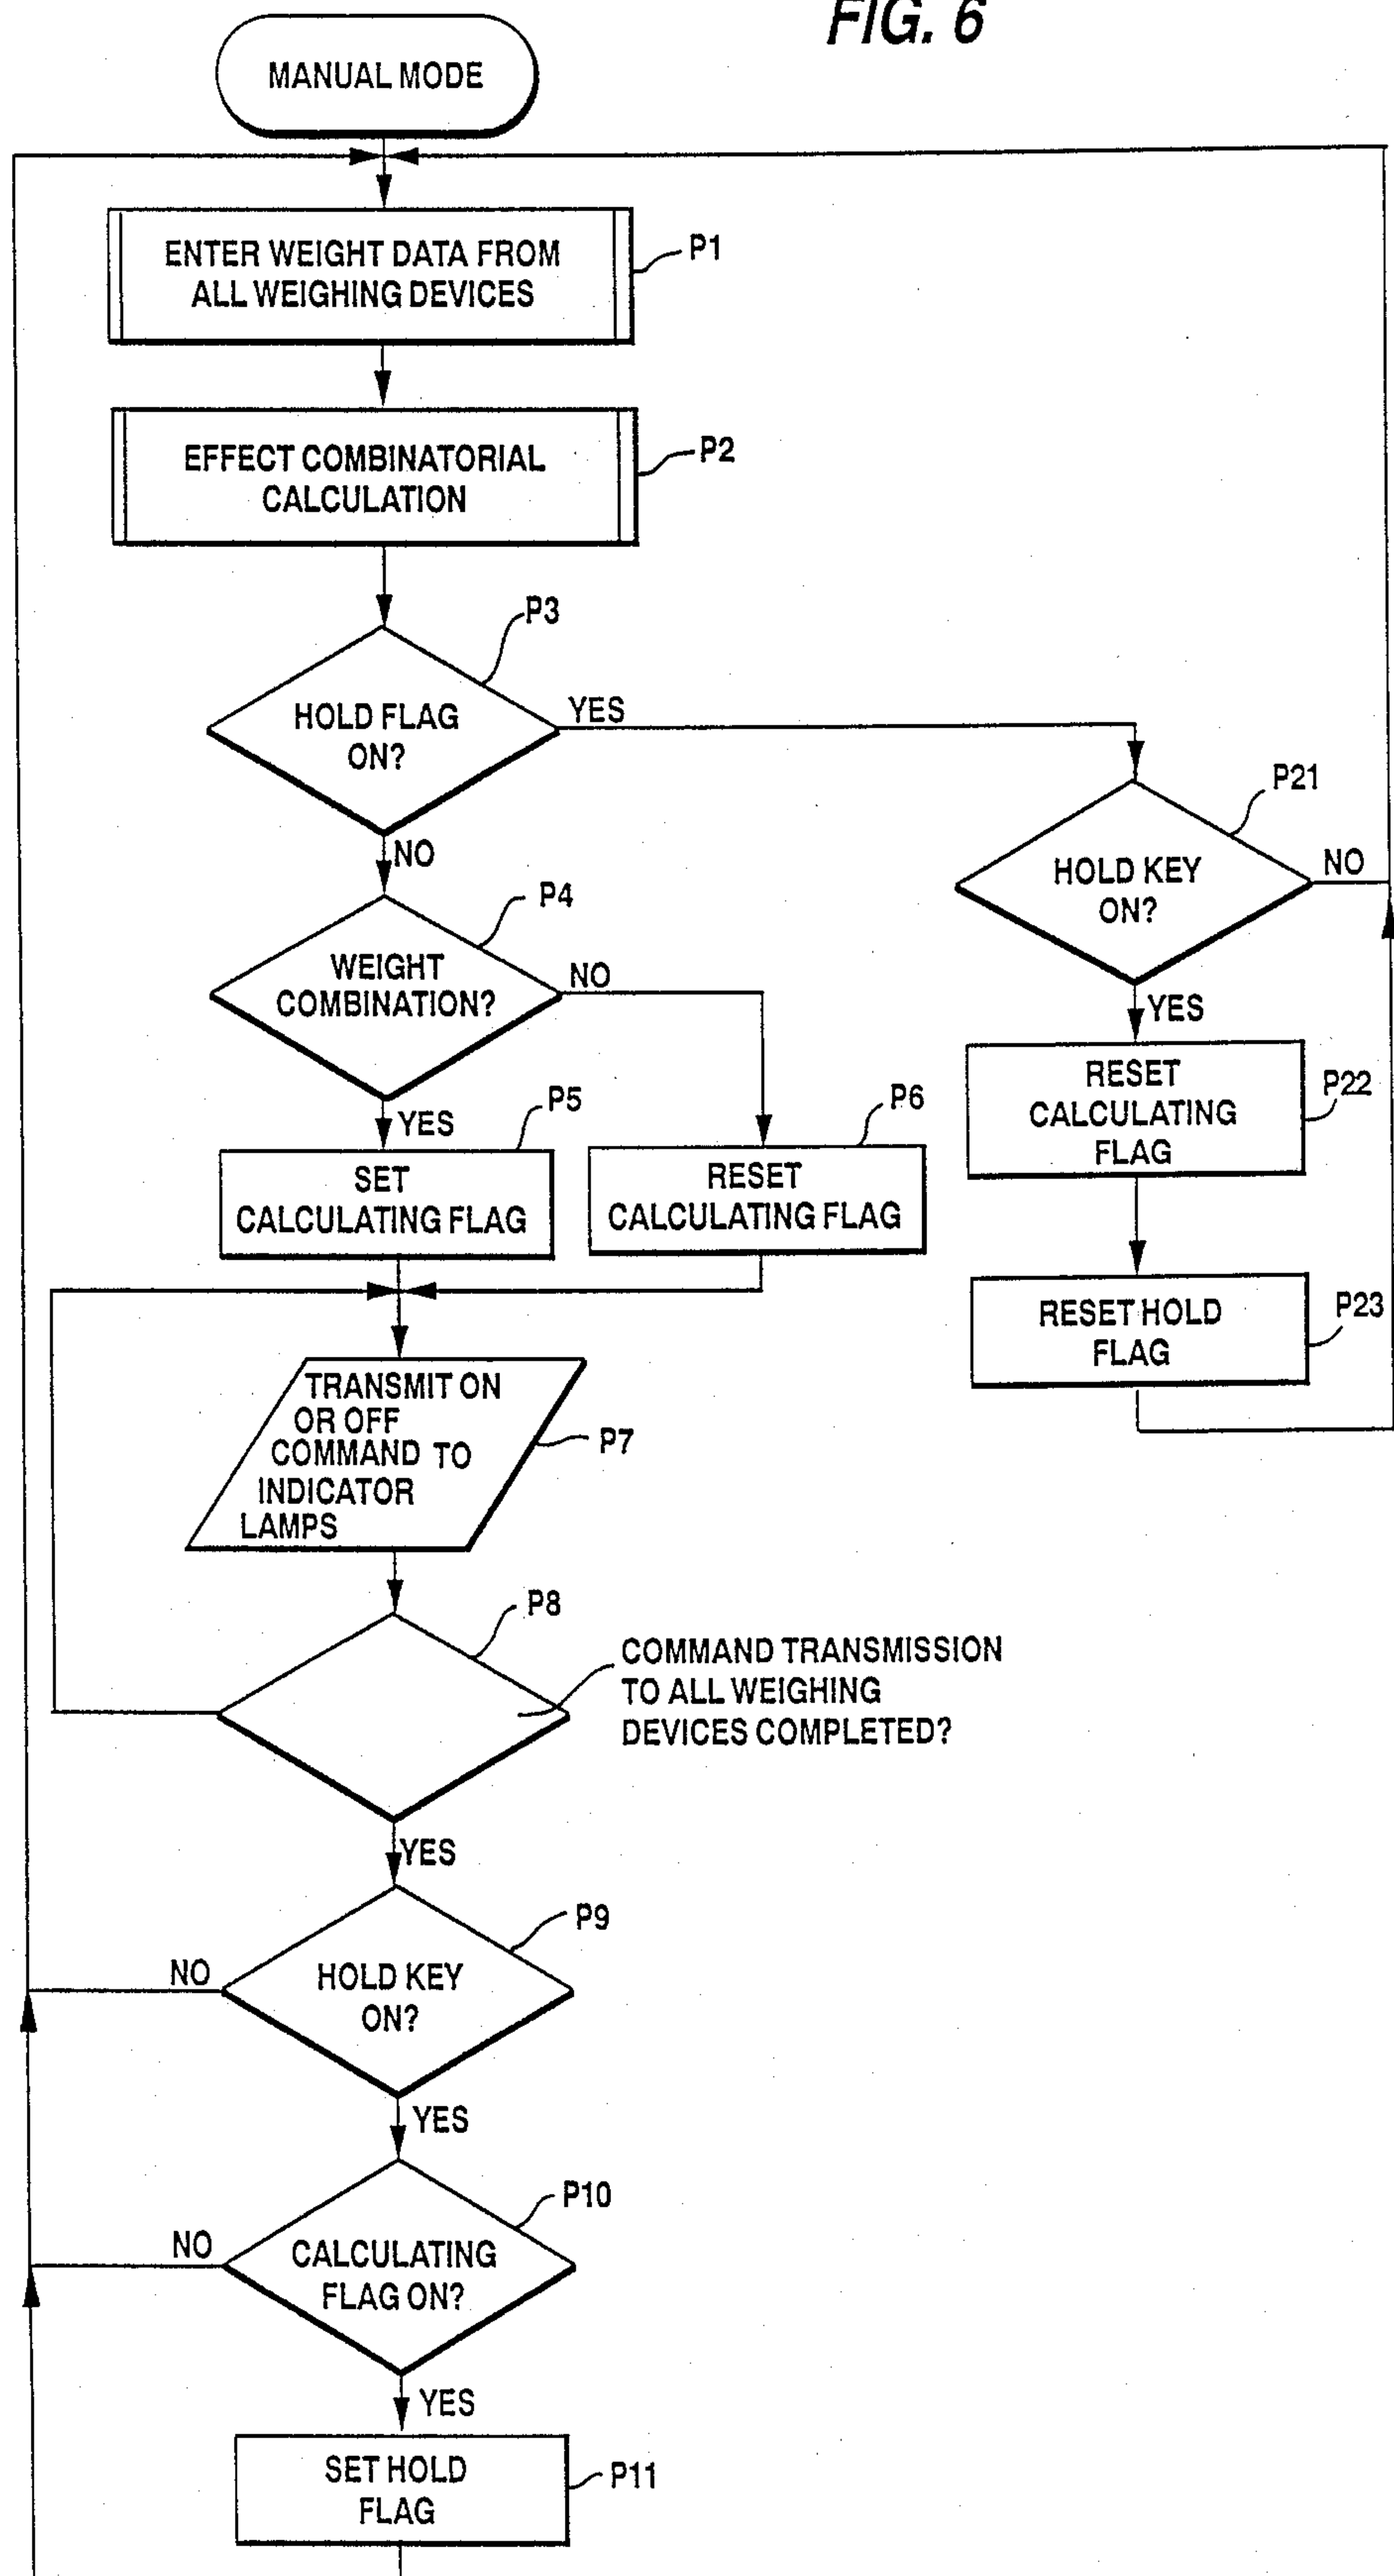 FIG. 6
MANUAL MODE
ENTER WEIGHT DATA FROM
ALL WEIGHING DEVICES
P1
EFFECT COMBINATORIAL
CALCULATION
P2
P3
HOLD FLAG
ON?
YES
NO
P21
HOLD KEY
ON?
NO
YES
P4
WEIGHT
COMBINATION?
NO
YES
P5
SET
CALCULATING FLAG
P6
RESET
CALCULATING FLAG
RESET
CALCULATING
FLAG
P22
RESET HOLD
FLAG
P23
TRANSMIT ON
OR OFF
COMMAND TO
INDICATOR
LAMPS
P7
P8
COMMAND TRANSMISSION
TO ALL WEIGHING
DEVICES COMPLETED?
YES
P9
HOLD KEY
ON?
NO
YES
P10
CALCULATING
FLAG ON?
NO
YES
SET HOLD
FLAG
P11